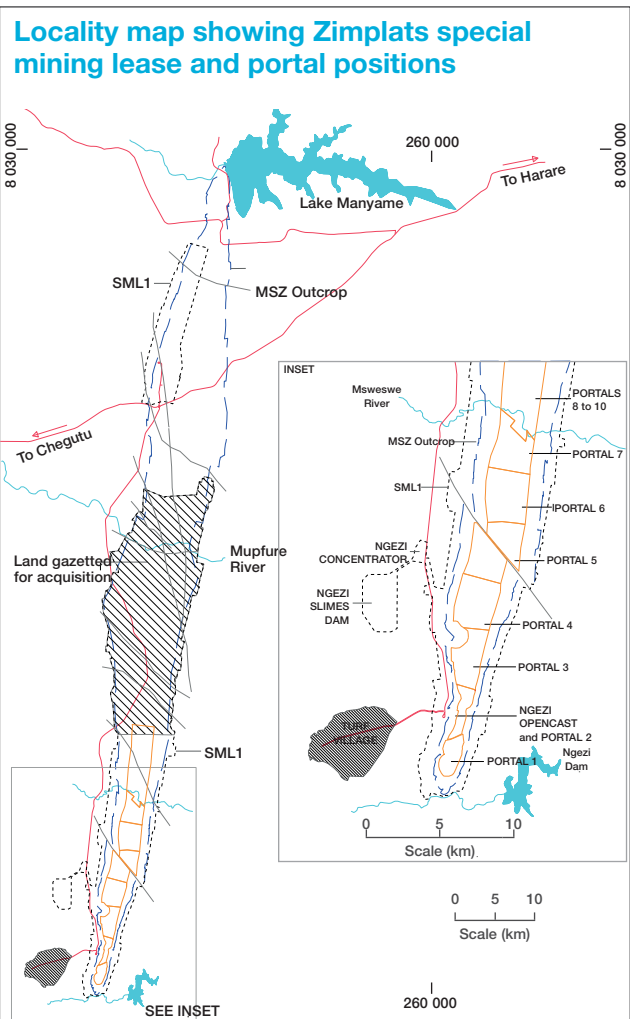 Locality map showing Zimplats special
mining lease and portal positions
8 030 000
260 000
8 030 000
To Harare
Lake Manyame
SML1
MSZ Outcrop
To Chegutu
Land gazetted
for acquisition
Mupfure
River
SML1
SEE INSET
INSET
Msweswe
River
PORTALS
8 to 10
MSZ Outcrop
PORTAL 7
SML1
IPORTAL 6
NGEZI
CONCENTRATOR
PORTAL 5
NGEZI
SLIMES
DAM
PORTAL 4
PORTAL 3
NGEZI
OPENCAST
and PORTAL 2
TURF
VILLAGE
PORTAL 1
Ngezi
Dam
0 5 10
Scale (km)
0 5 10
Scale (km)
260 000